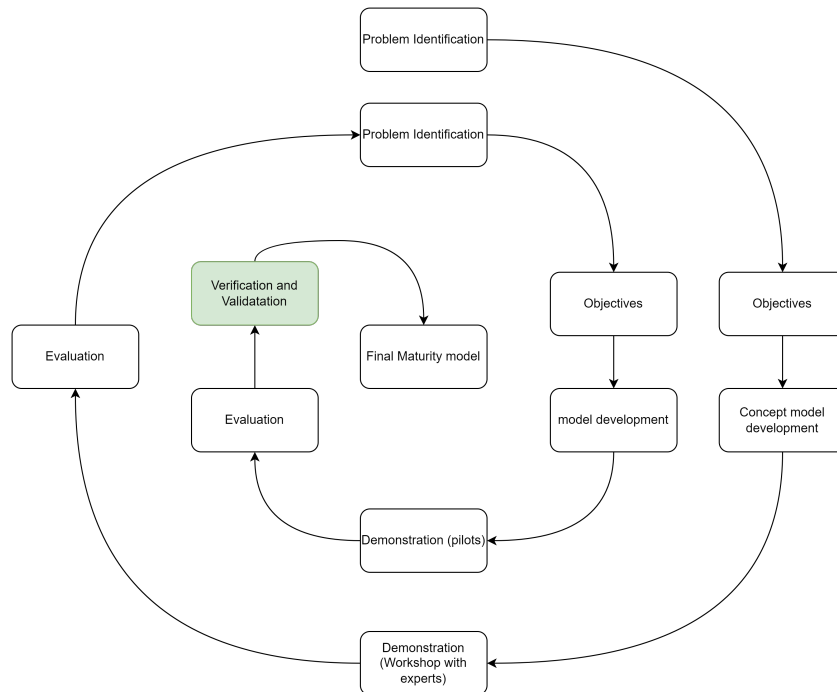 Problem Identification
Problem Identification
Verification and
Validatation
Objectives
Objectives
Evaluation
Final Maturity model
Evaluation
model development
Concept model
development
Demonstration (pilots)
Demonstration
(Workshop with
experts)